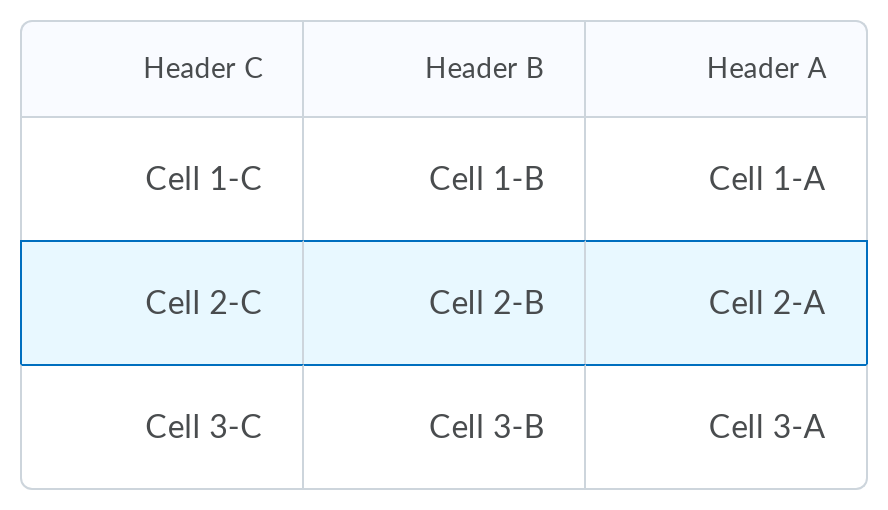 Header C Header B Header A
Cell 1-C Cell 1-B Cell 1-A
Cell 2-C Cell 2-B Cell 2-A
Cell 3-C Cell 3-B Cell 3-A